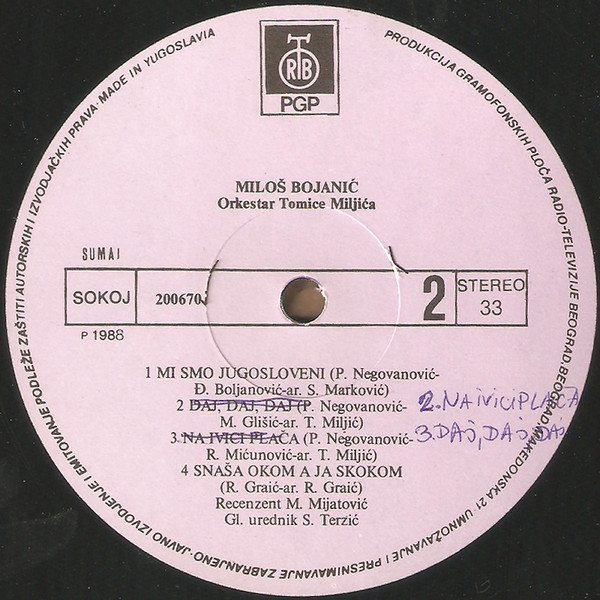 RTB
PGP
MADE IN YUGOSLAVIA
PRODUKCIJA GRAMOFONSKIH PLOČA RADIO-TELEVIZIJE BEOGRAD, BEOGRAD, MAKEDONSKA 21 · UMNOŽAVANJE I PRESNIMAVANJE ZABRANJENO · JAVNO IZVODJENJE I EMITOVANJE PODLEŽE ZAŠTITI AUTORSKIH I IZVODJAČKIH PRAVA ·
MILOŠ BOJANIĆ
Orkestar Tomice Miljića
SUMAJ
SOKOJ 200670 2 STEREO 33
P 1988
1 MI SMO JUGOSLOVENI (P. Negovanović-
Đ. Boljanović-ar. S. Marković)
2 DAJ, DAJ, DAJ (P. Negovanović-
M. Glišić-ar. T. Miljić)
3 NA IVICI PLAČA (P. Negovanović-
R. Mićunović-ar. T. Miljić)
4 SNAŠA OKOM A JA SKOKOM
(R. Graić-ar. R. Graić)
Recenzent M. Mijatović
Gl. urednik S. Terzić
2. NA IVICI PLAČA
3. DAJ, DAJ, DAJ